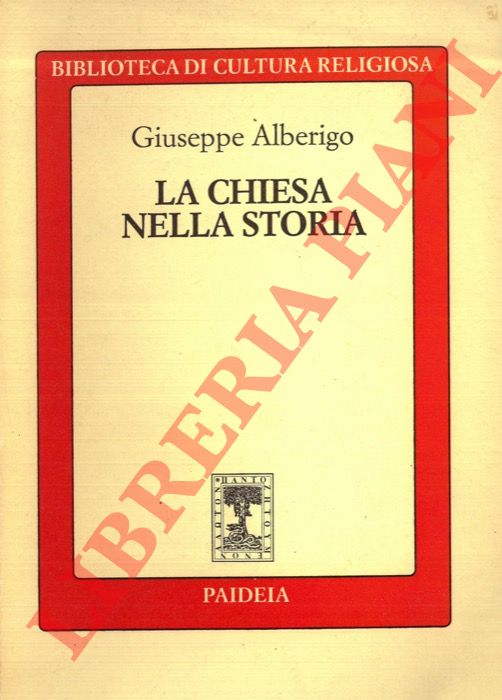 BIBLIOTECA DI CULTURA RELIGIOSA
Giuseppe Alberigo
LA CHIESA
NELLA STORIA
PAIDEIA
LIBRERIA PIANI